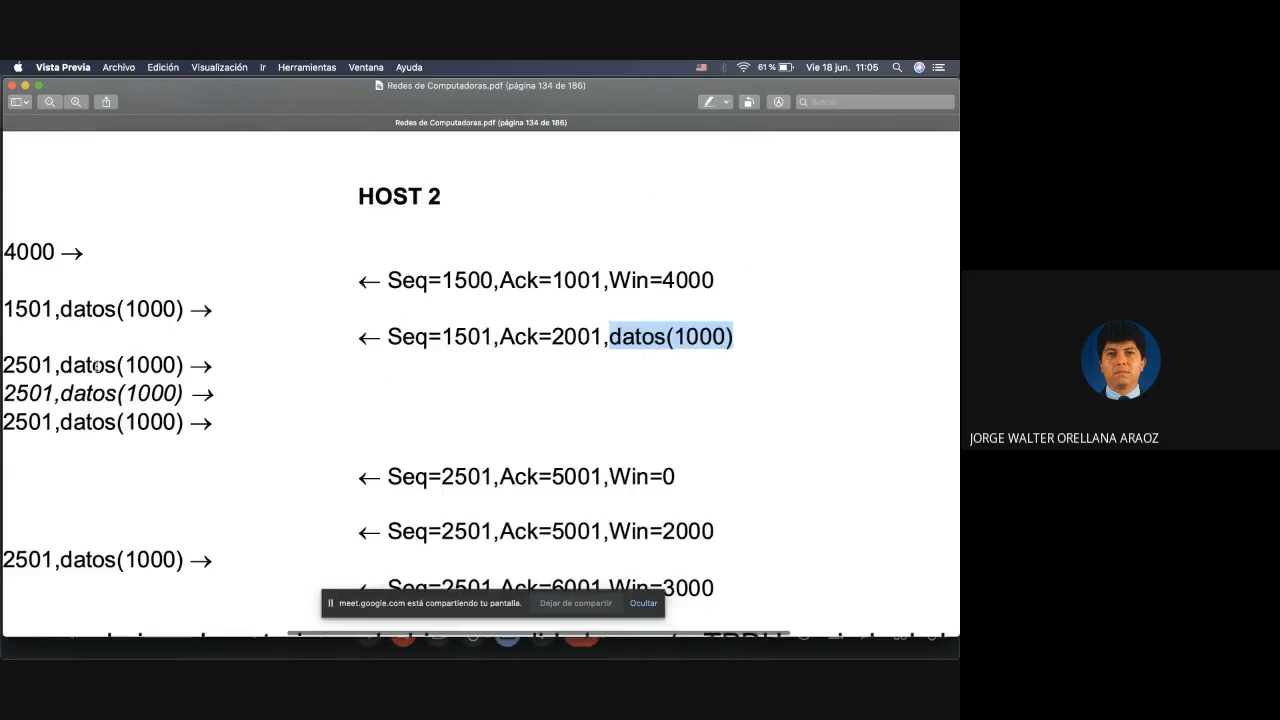 Vista Previa Archivo Edición Visualización Ir Herramientas Ventana Ayuda 61 % Vie 18 jun. 11:05
Redes de Computadoras.pdf (página 134 de 186)
Buscar
Redes de Computadoras.pdf (página 134 de 186)
HOST 2
4000 →
← Seq=1500,Ack=1001,Win=4000
1501,datos(1000) →
← Seq=1501,Ack=2001,datos(1000)
2501,datos(1000) →
2501,datos(1000) →
2501,datos(1000) →
← Seq=2501,Ack=5001,Win=0
← Seq=2501,Ack=5001,Win=2000
2501,datos(1000) →
← Seq=2501,Ack=6001,Win=3000
meet.google.com está compartiendo tu pantalla. Dejar de compartir Ocultar
JORGE WALTER ORELLANA ARAOZ